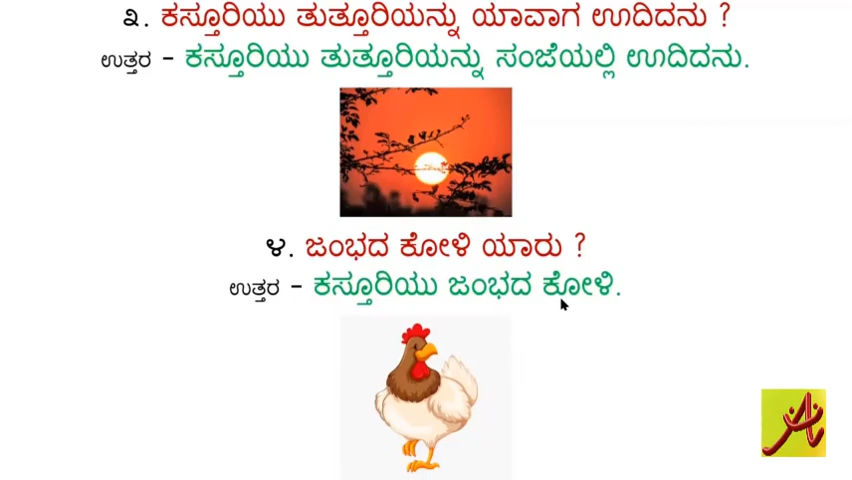 ೩. ಕಸ್ತೂರಿಯು ತುತ್ತೂರಿಯನ್ನು ಯಾವಾಗ ಊದಿದನು ?
ಉತ್ತರ - ಕಸ್ತೂರಿಯು ತುತ್ತೂರಿಯನ್ನು ಸಂಜೆಯಲ್ಲಿ ಊದಿದನು.
೪. ಜಂಭದ ಕೋಳಿ ಯಾರು ?
ಉತ್ತರ - ಕಸ್ತೂರಿಯು ಜಂಭದ ಕೋಳಿ.